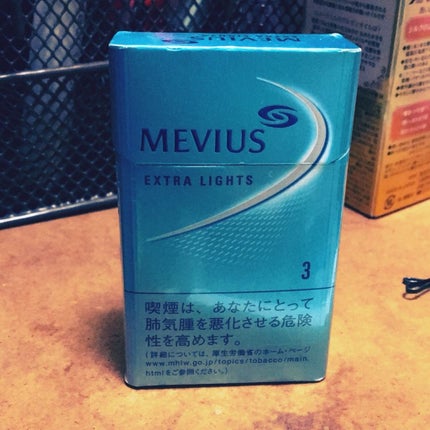 MEVIUS
MEVIUS
EXTRA LIGHTS
3
喫煙は、あなたにとって
肺気腫を悪化させる危険
性を高めます。
(詳細については、厚生労働省のホーム・ページ
www.mhlw.go.jp/topics/tobacco/main.
htmlをご参照ください。)